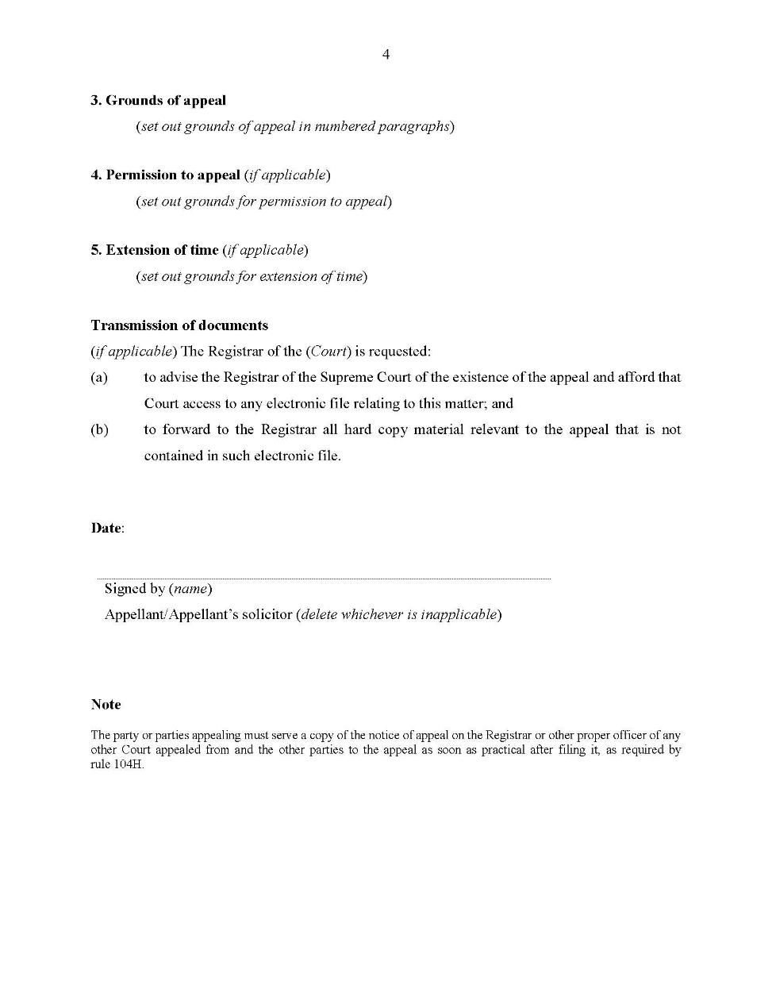 4
3. Grounds of appeal
(set out grounds of appeal in numbered paragraphs)
4. Permission to appeal (if applicable)
(set out grounds for permission to appeal)
5. Extension of time (if applicable)
(set out grounds for extension of time)
Transmission of documents
(if applicable) The Registrar of the (Court) is requested:
(a) to advise the Registrar of the Supreme Court of the existence of the appeal and afford that
Court access to any electronic file relating to this matter; and
(b) to forward to the Registrar all hard copy material relevant to the appeal that is not
contained in such electronic file.
Date:
Signed by (name)
Appellant/Appellant’s solicitor (delete whichever is inapplicable)
Note
The party or parties appealing must serve a copy of the notice of appeal on the Registrar or other proper officer of any
other Court appealed from and the other parties to the appeal as soon as practical after filing it, as required by
rule 104H.